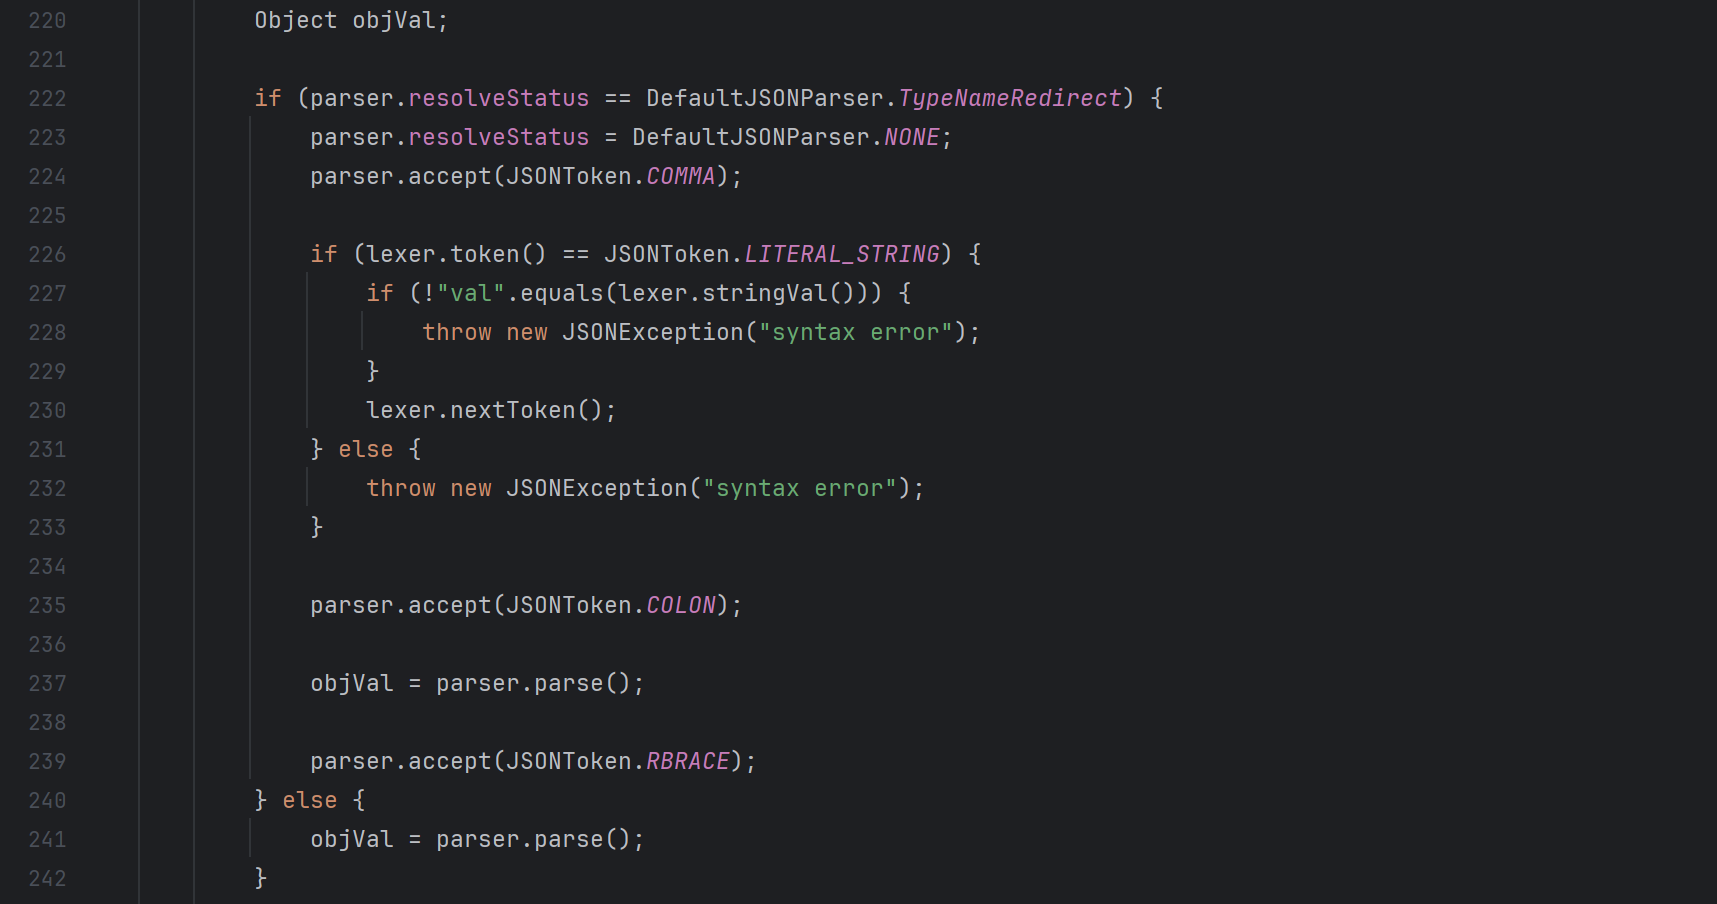 220 Object objVal;
221
222 if (parser.resolveStatus == DefaultJSONParser.TypeNameRedirect) {
223 parser.resolveStatus = DefaultJSONParser.NONE;
224 parser.accept(JSONToken.COMMA);
225
226 if (lexer.token() == JSONToken.LITERAL_STRING) {
227 if (!"val".equals(lexer.stringVal())) {
228 throw new JSONException("syntax error");
229 }
230 lexer.nextToken();
231 } else {
232 throw new JSONException("syntax error");
233 }
234
235 parser.accept(JSONToken.COLON);
236
237 objVal = parser.parse();
238
239 parser.accept(JSONToken.RBRACE);
240 } else {
241 objVal = parser.parse();
242 }